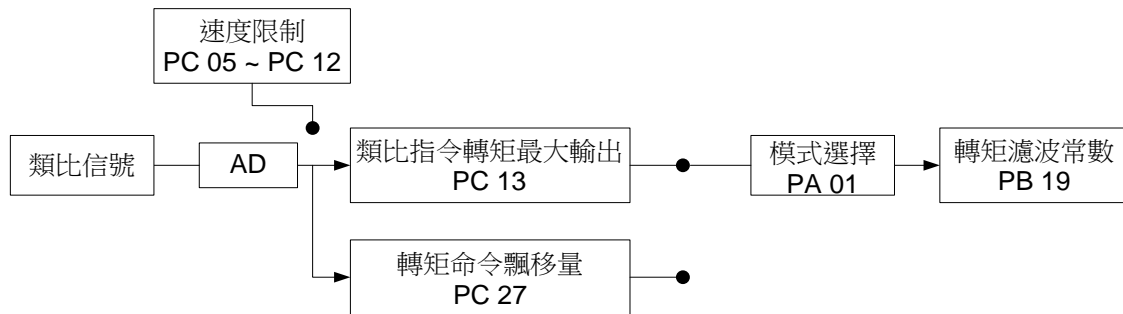 速度限制
PC 05 ~ PC 12
類比信號
AD
類比指令轉矩最大輸出
PC 13
模式選擇
PA 01
轉矩濾波常數
PB 19
轉矩命令飄移量
PC 27